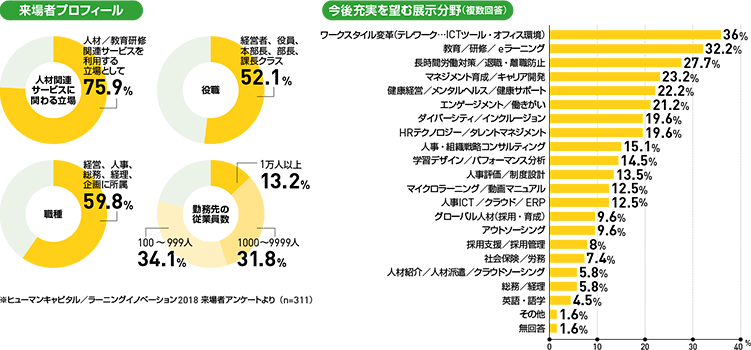 来場者プロフィール
人材関連
サービスに
関わる立場
人材／教育研修
関連サービスを
利用する
立場として
75.9%
役職
経営者、役員、
本部長、部長、
課長クラス
52.1%
職種
経営、人事、
総務、経理、
企画に所属
59.8%
勤務先の
従業員数
1万人以上
13.2%
100～999人
34.1%
1000～9999人
31.8%
※ヒューマンキャピタル／ラーニングイノベーション2018 来場者アンケートより（n=311）
今後充実を望む展示分野（複数回答）
ワークスタイル変革（テレワーク…ICTツール・オフィス環境） 36%
教育／研修／ eラーニング 32.2%
長時間労働対策／退職・離職防止 27.7%
マネジメント育成／キャリア開発 23.2%
健康経営／メンタルヘルス／健康サポート 22.2%
エンゲージメント／働きがい 21.2%
ダイバーシティ／インクルージョン 19.6%
HRテクノロジー／タレントマネジメント 19.6%
人事・組織戦略コンサルティング 15.1%
学習デザイン／パフォーマンス分析 14.5%
人事評価／制度設計 13.5%
マイクロラーニング／動画マニュアル 12.5%
人事ICT ／クラウド／ ERP 12.5%
グローバル人材（採用・育成） 9.6%
アウトソーシング 9.6%
採用支援／採用管理 8%
社会保険／労務 7.4%
人材紹介／人材派遣／クラウドソーシング 5.8%
総務／経理 5.8%
英語・語学 4.5%
その他 1.6%
無回答 1.6%
0 10 20 30 40 %